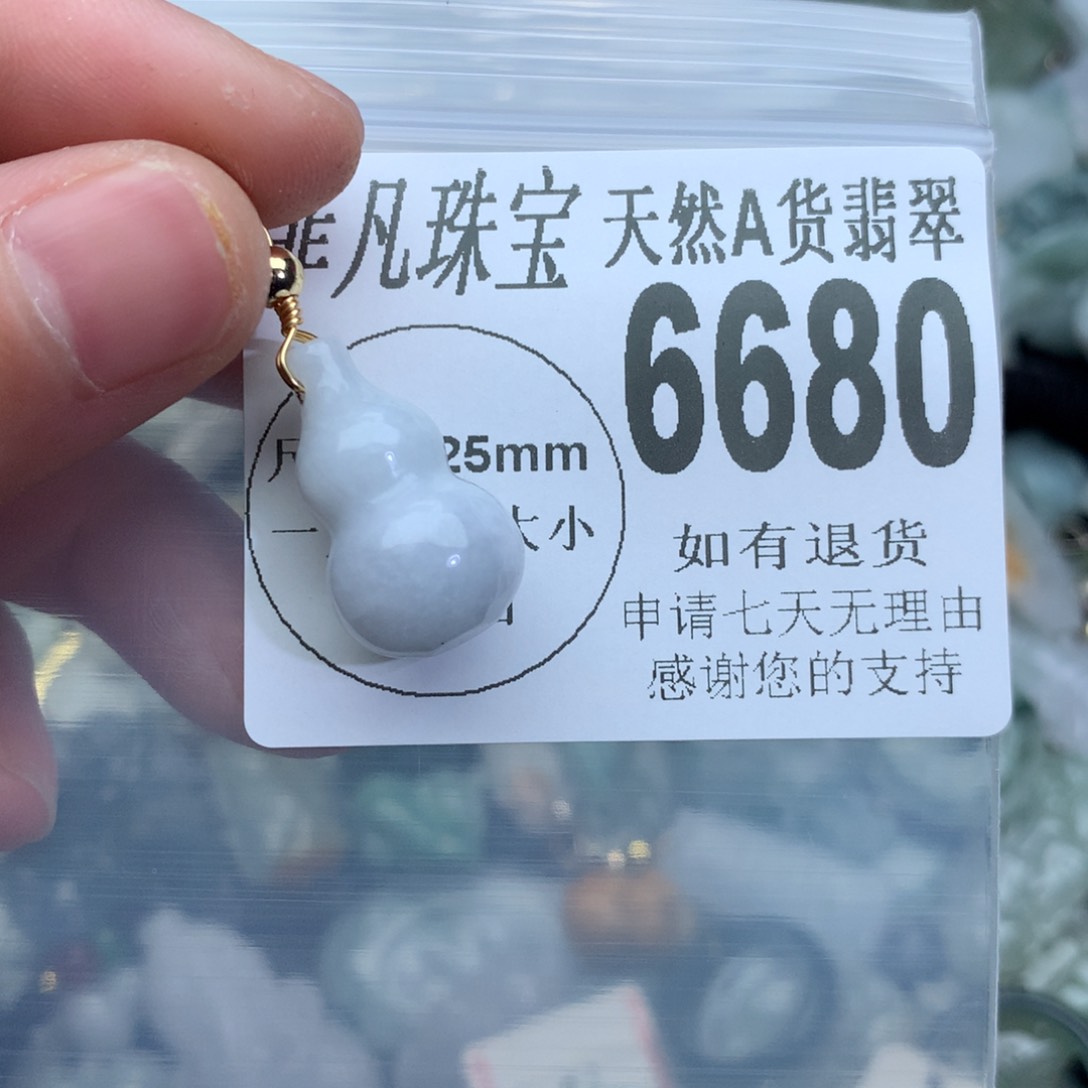 凡珠宝 天然A货翡翠
6680
25mm
一 大小
如有退货
申请七天无理由
感谢您的支持